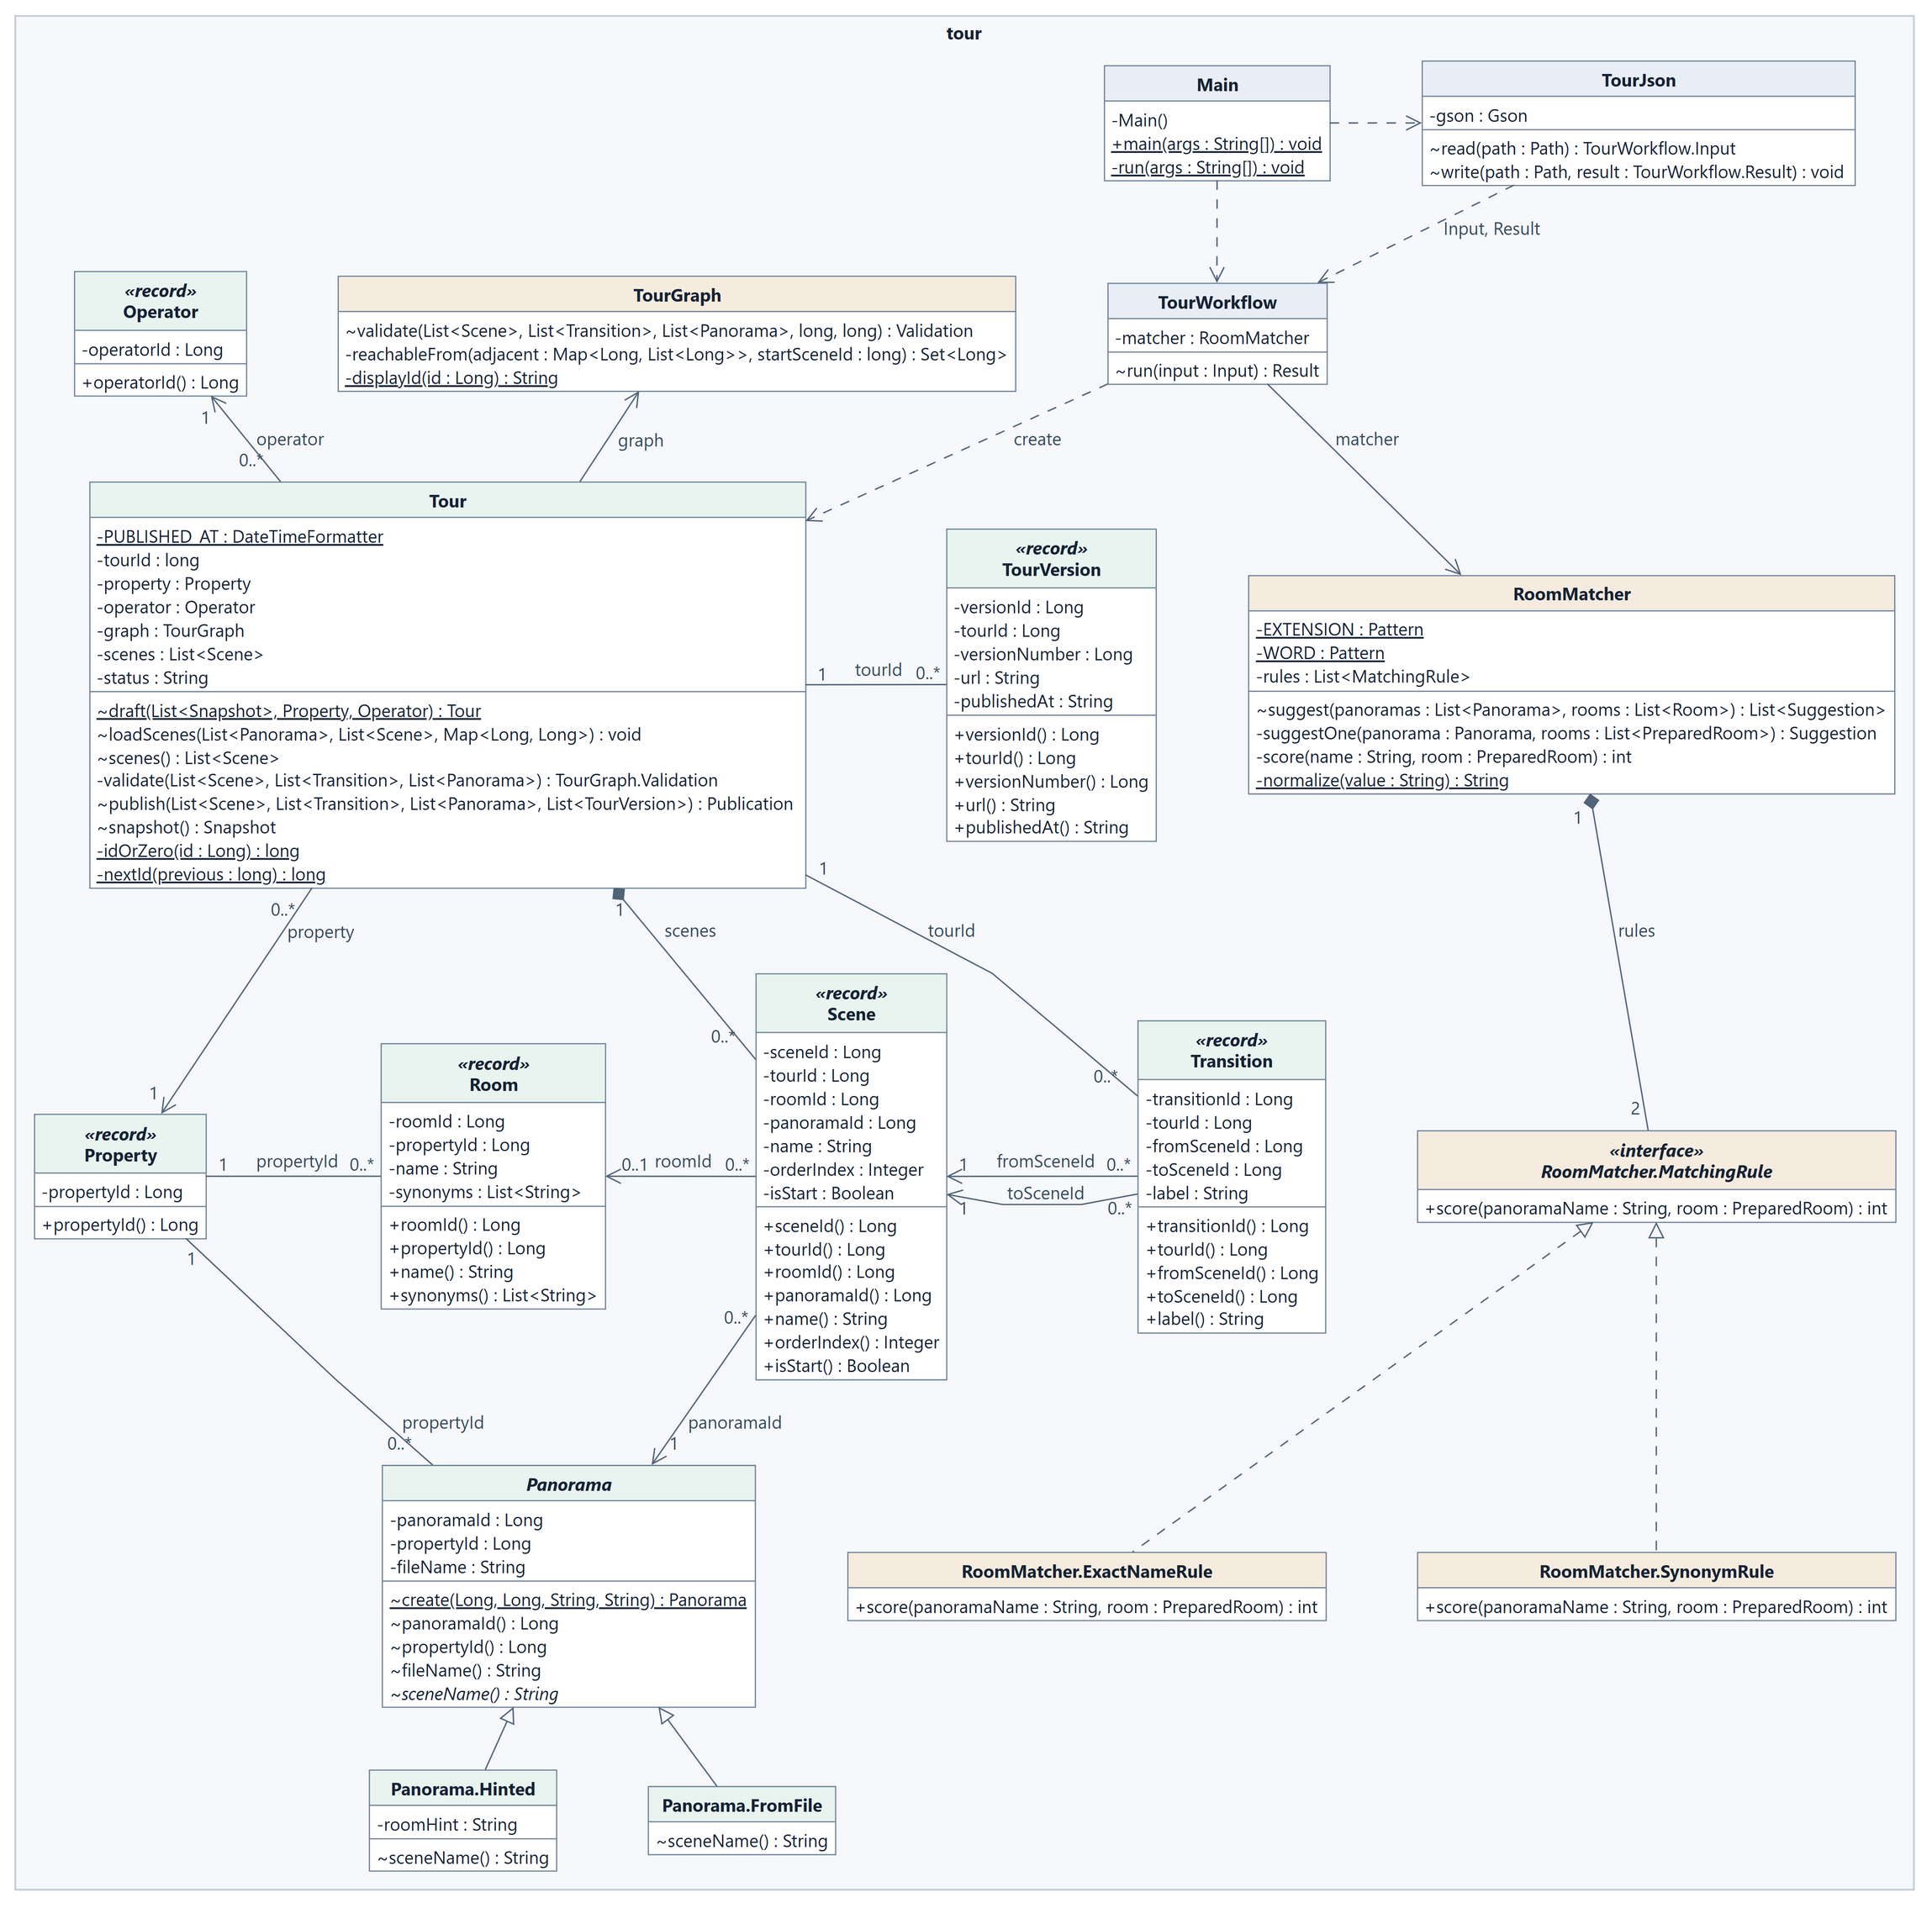 tour
Main
-Main()
+main(args : String[]) : void
-run(args : String[]) : void
TourJson
-gson : Gson
~read(path : Path) : TourWorkflow.Input
~write(path : Path, result : TourWorkflow.Result) : void
Input, Result
«record»
Operator
-operatorId : Long
+operatorId() : Long
TourGraph
~validate(List<Scene>, List<Transition>, List<Panorama>, long, long) : Validation
-reachableFrom(adjacent : Map<Long, List<Long>>, startSceneId : long) : Set<Long>
-displayId(id : Long) : String
TourWorkflow
-matcher : RoomMatcher
~run(input : Input) : Result
1
operator
0..*
graph
create
matcher
Tour
-PUBLISHED_AT : DateTimeFormatter
-tourId : long
-property : Property
-operator : Operator
-graph : TourGraph
-scenes : List<Scene>
-status : String
~draft(List<Snapshot>, Property, Operator) : Tour
~loadScenes(List<Panorama>, List<Scene>, Map<Long, Long>) : void
~scenes() : List<Scene>
-validate(List<Scene>, List<Transition>, List<Panorama>) : TourGraph.Validation
~publish(List<Scene>, List<Transition>, List<Panorama>, List<TourVersion>) : Publication
~snapshot() : Snapshot
-idOrZero(id : Long) : long
-nextId(previous : long) : long
1
tourId
0..*
«record»
TourVersion
-versionId : Long
-tourId : Long
-versionNumber : Long
-url : String
-publishedAt : String
+versionId() : Long
+tourId() : Long
+versionNumber() : Long
+url() : String
+publishedAt() : String
RoomMatcher
-EXTENSION : Pattern
-WORD : Pattern
-rules : List<MatchingRule>
~suggest(panoramas : List<Panorama>, rooms : List<Room>) : List<Suggestion>
-suggestOne(panorama : Panorama, rooms : List<PreparedRoom>) : Suggestion
-score(name : String, room : PreparedRoom) : int
-normalize(value : String) : String
0..*
property
1
1
scenes
0..*
1
tourId
0..*
1
rules
2
«record»
Property
-propertyId : Long
+propertyId() : Long
1
propertyId
0..*
«record»
Room
-roomId : Long
-propertyId : Long
-name : String
-synonyms : List<String>
+roomId() : Long
+propertyId() : Long
+name() : String
+synonyms() : List<String>
0..1
roomId
0..*
«record»
Scene
-sceneId : Long
-tourId : Long
-roomId : Long
-panoramaId : Long
-name : String
-orderIndex : Integer
-isStart : Boolean
+sceneId() : Long
+tourId() : Long
+roomId() : Long
+panoramaId() : Long
+name() : String
+orderIndex() : Integer
+isStart() : Boolean
1
fromSceneId
0..*
1
toSceneId
0..*
«record»
Transition
-transitionId : Long
-tourId : Long
-fromSceneId : Long
-toSceneId : Long
-label : String
+transitionId() : Long
+tourId() : Long
+fromSceneId() : Long
+toSceneId() : Long
+label() : String
«interface»
RoomMatcher.MatchingRule
+score(panoramaName : String, room : PreparedRoom) : int
1
propertyId
0..*
0..*
panoramaId
1
Panorama
-panoramaId : Long
-propertyId : Long
-fileName : String
~create(Long, Long, String, String) : Panorama
~panoramaId() : Long
~propertyId() : Long
~fileName() : String
~sceneName() : String
RoomMatcher.ExactNameRule
+score(panoramaName : String, room : PreparedRoom) : int
RoomMatcher.SynonymRule
+score(panoramaName : String, room : PreparedRoom) : int
Panorama.Hinted
-roomHint : String
~sceneName() : String
Panorama.FromFile
~sceneName() : String